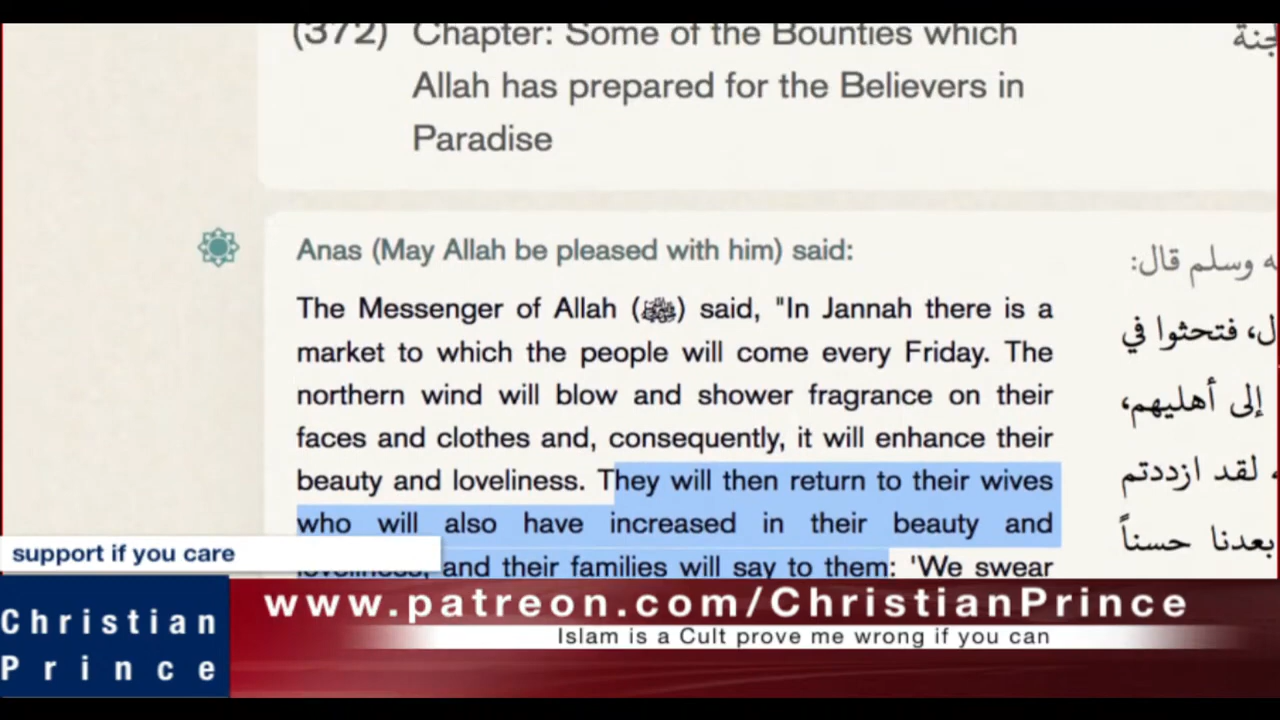 (372) Chapter: Some of the Bounties which
Allah has prepared for the Believers in
Paradise
Anas (May Allah be pleased with him) said:
The Messenger of Allah (ﷺ) said, "In Jannah there is a
market to which the people will come every Friday. The
northern wind will blow and shower fragrance on their
faces and clothes and, consequently, it will enhance their
beauty and loveliness. They will then return to their wives
who will also have increased in their beauty and
loveliness, and their families will say to them: 'We swear
وسلم قال:
فتحثوا في
إلى أهليهم،
لقد ازددتم
بعدنا حسناً
support if you care
Christian
Prince
www.patreon.com/ChristianPrince
Islam is a Cult prove me wrong if you can